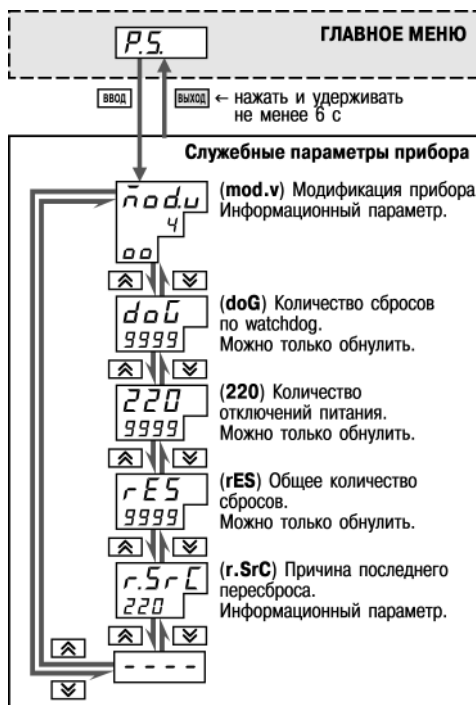 ГЛАВНОЕ МЕНЮ
P.S.
ВВОД
ВЫХОД ← нажать и удерживать
не менее 6 с
Служебные параметры прибора
mod.v
4
oo
(mod.v) Модификация прибора
Информационный параметр.
doG
9999
(doG) Количество сбросов
по watchdog.
Можно только обнулить.
220
9999
(220) Количество
отключений питания.
Можно только обнулить.
rES
9999
(rES) Общее количество
сбросов.
Можно только обнулить.
r.SrC
220
(r.SrC) Причина последнего
пересброса.
Информационный параметр.
- - - -